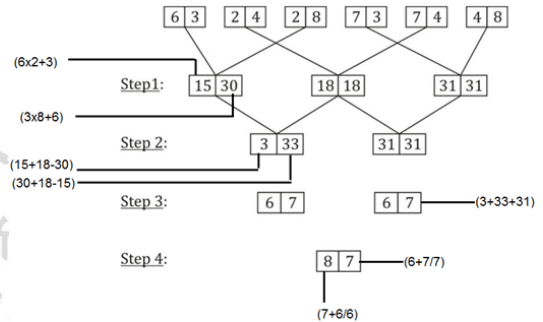 6 3 2 4 2 8 7 3 7 4 4 8
(6x2+3)
Step1: 15 30 18 18 31 31
(3x8+6)
Step 2: 3 33 31 31
(15+18-30)
(30+18-15)
Step 3: 6 7 6 7 (3+33+31)
Step 4: 8 7 (6+7/7)
(7+6/6)